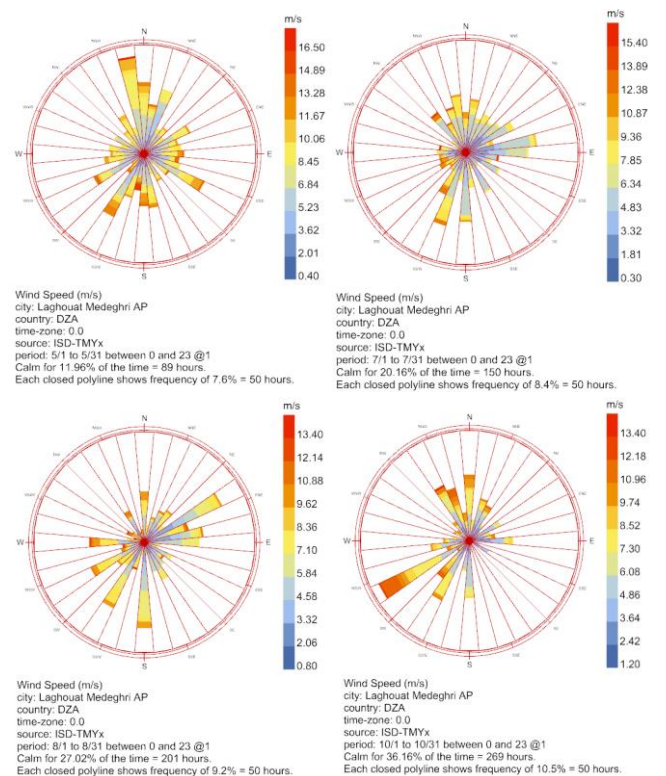 m/s
16.50
14.89
13.28
11.67
10.06
8.45
6.84
5.23
3.62
2.01
0.40
N
W
E
S
Wind Speed (m/s)
city: Laghouat Medeghri AP
country: DZA
time-zone: 0.0
source: ISD-TMYx
period: 5/1 to 5/31 between 0 and 23 @1
Calm for 11.96% of the time = 89 hours.
Each closed polyline shows frequency of 7.6% = 50 hours.
m/s
15.40
13.89
12.38
10.87
9.36
7.85
6.34
4.83
3.32
1.81
0.30
N
W
E
S
Wind Speed (m/s)
city: Laghouat Medeghri AP
country: DZA
time-zone: 0.0
source: ISD-TMYx
period: 7/1 to 7/31 between 0 and 23 @1
Calm for 20.16% of the time = 150 hours.
Each closed polyline shows frequency of 8.4% = 50 hours.
m/s
13.40
12.14
10.88
9.62
8.36
7.10
5.84
4.58
3.32
2.06
0.80
N
W
E
S
Wind Speed (m/s)
city: Laghouat Medeghri AP
country: DZA
time-zone: 0.0
source: ISD-TMYx
period: 8/1 to 8/31 between 0 and 23 @1
Calm for 27.02% of the time = 201 hours.
Each closed polyline shows frequency of 9.2% = 50 hours.
m/s
13.40
12.18
10.96
9.74
8.52
7.30
6.08
4.86
3.64
2.42
1.20
N
W
E
S
Wind Speed (m/s)
city: Laghouat Medeghri AP
country: DZA
time-zone: 0.0
source: ISD-TMYx
period: 10/1 to 10/31 between 0 and 23 @1
Calm for 36.16% of the time = 269 hours.
Each closed polyline shows frequency of 10.5% = 50 hours.